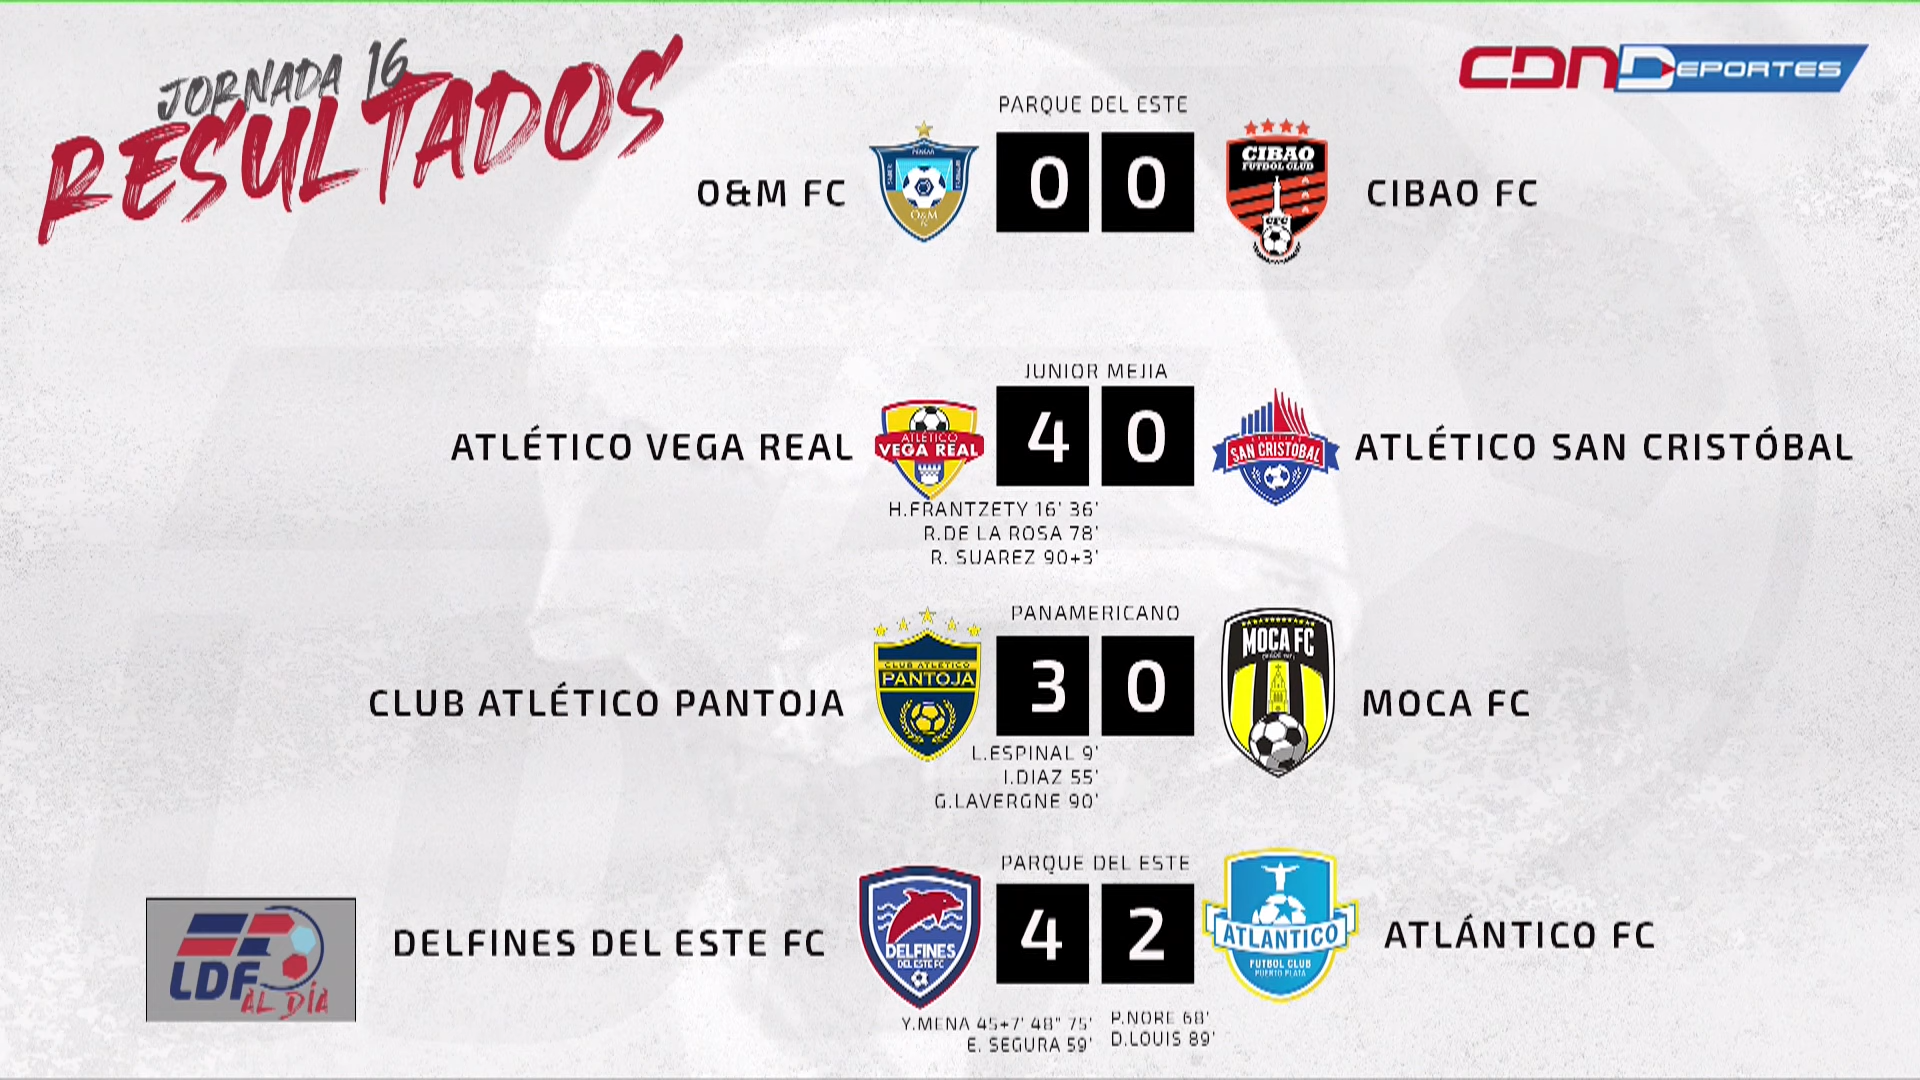 JORNADA 16
RESULTADOS
CDN DEPORTES
PARQUE DEL ESTE
O&M FC
O&M
FC
0 0
CIBAO
FUTBOL CLUB
CFC
CIBAO FC
JUNIOR MEJIA
ATLÉTICO VEGA REAL
ATLÉTICO
VEGA REAL
4 0
SAN CRISTOBAL
ATLÉTICO SAN CRISTÓBAL
H.FRANTZETY 16' 36'
R.DE LA ROSA 78'
R. SUAREZ 90+3'
PANAMERICANO
CLUB ATLÉTICO PANTOJA
CLUB ATLETICO
PANTOJA
3 0
MOCA FC
MOCA FC
L.ESPINAL 9'
I.DIAZ 55'
G.LAVERGNE 90'
PARQUE DEL ESTE
LDF
AL DÍA
DELFINES DEL ESTE FC
DELFINES
DEL ESTE FC
4 2
ATLANTICO
FUTBOL CLUB
PUERTO PLATA
ATLÁNTICO FC
Y.MENA 45+7' 48" 75'
E. SEGURA 59'
P.NORE 68'
D.LOUIS 89'